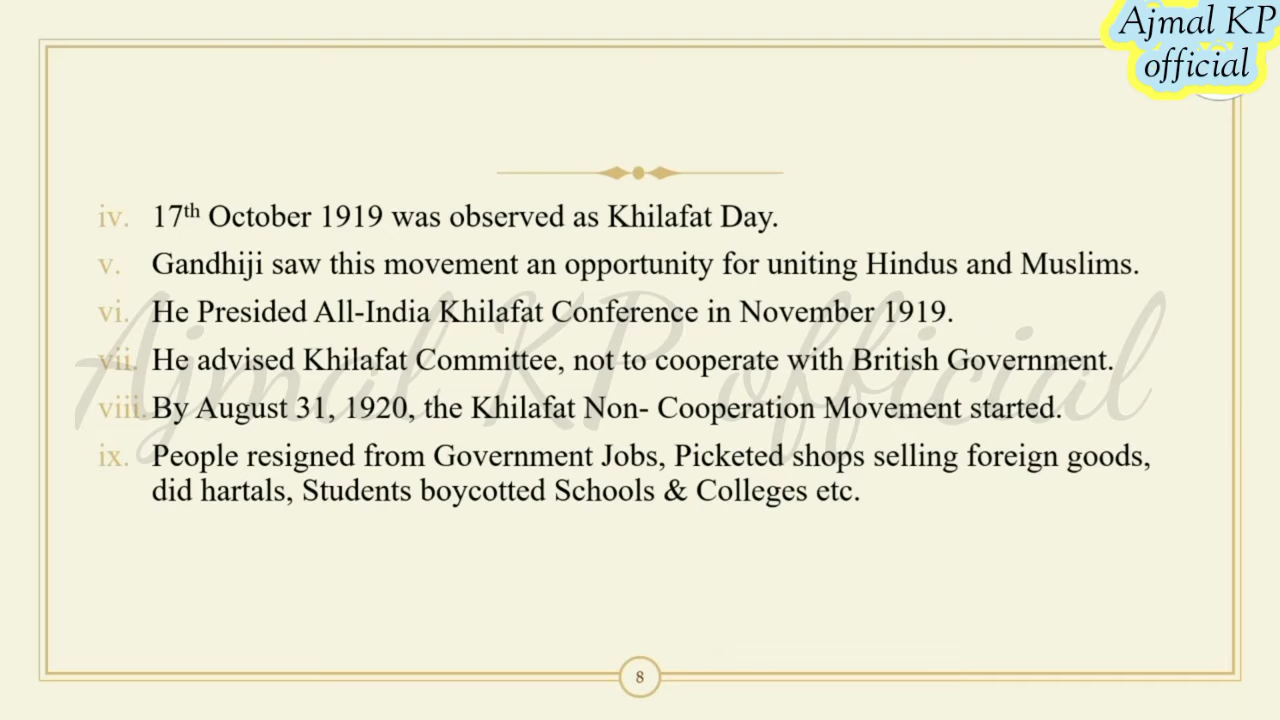 Ajmal KP
official
iv. 17th October 1919 was observed as Khilafat Day.
v. Gandhiji saw this movement an opportunity for uniting Hindus and Muslims.
vi. He Presided All-India Khilafat Conference in November 1919.
vii. He advised Khilafat Committee, not to cooperate with British Government.
viii. By August 31, 1920, the Khilafat Non- Cooperation Movement started.
ix. People resigned from Government Jobs, Picketed shops selling foreign goods,
did hartals, Students boycotted Schools & Colleges etc.
Ajmal KP official
8